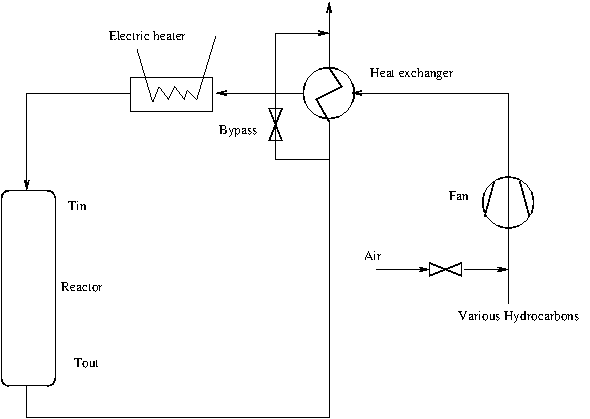 Electric heater
Heat exchanger
Bypass
Fan
Tin
Air
Reactor
Various Hydrocarbons
Tout